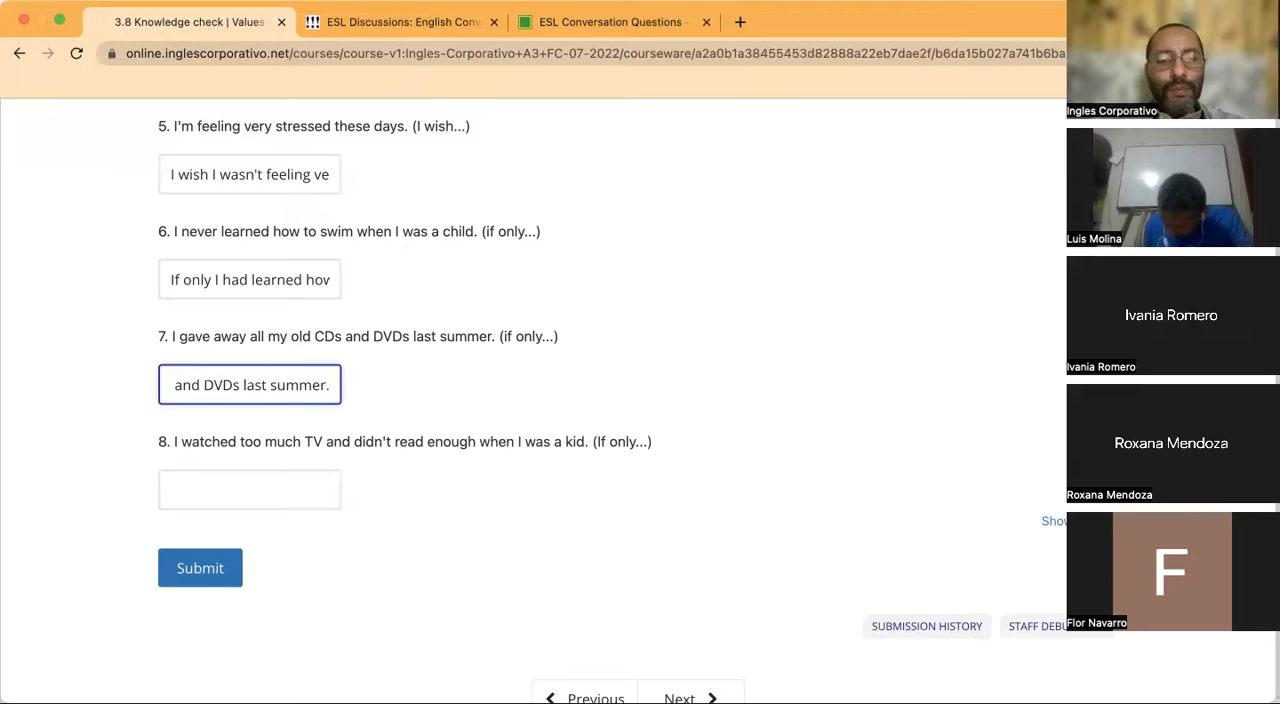 3.8 Knowledge check | Values
ESL Discussions: English Conv
ESL Conversation Questions -
online.inglescorporativo.net/courses/course-v1:Ingles-Corporativo+A3+FC-07-2022/courseware/a2a0b1a38455453d82888a22eb7dae2f/b6da15b027a741b6ba
5. I'm feeling very stressed these days. (I wish...)
I wish I wasn't feeling ve
6. I never learned how to swim when I was a child. (if only...)
If only I had learned hov
7. I gave away all my old CDs and DVDs last summer. (if only...)
and DVDs last summer.
8. I watched too much TV and didn't read enough when I was a kid. (If only...)
Shov
Submit
SUBMISSION HISTORY
STAFF DEBU
Previous
Next
Ingles Corporativo
Luis Molina
Ivania Romero
Ivania Romero
Roxana Mendoza
Roxana Mendoza
F
Flor Navarro